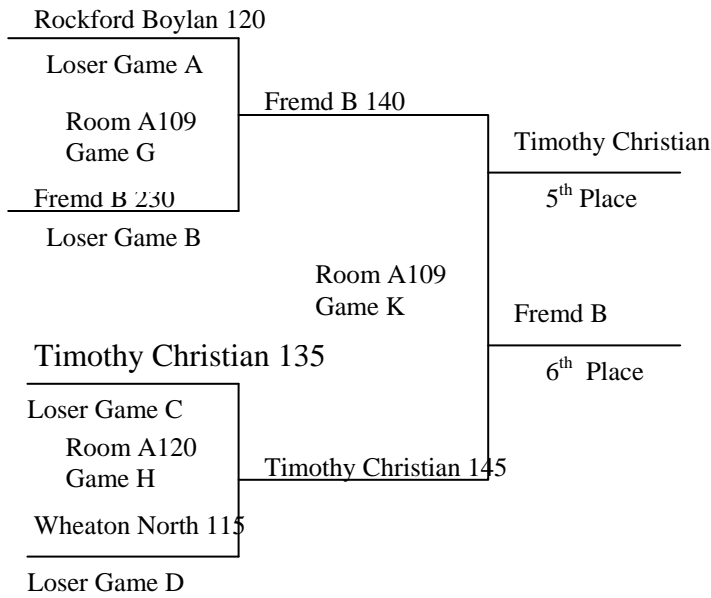 Rockford Boylan 120
Loser Game A
Room A109
Game G
Fremd B 230
Loser Game B
Fremd B 140
Timothy Christian
5th Place
Room A109
Game K
Fremd B
6th Place
Timothy Christian 135
Loser Game C
Room A120
Game H
Wheaton North 115
Loser Game D
Timothy Christian 145